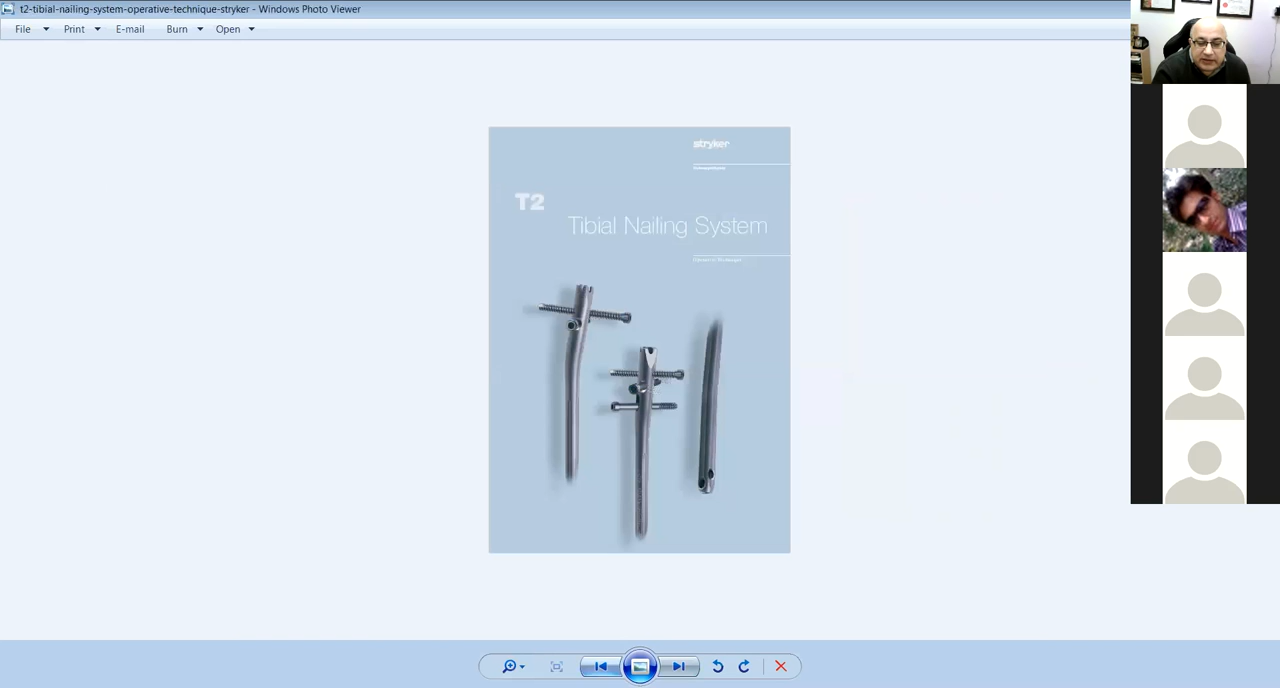 t2-tibial-nailing-system-operative-technique-stryker - Windows Photo Viewer
File Print E-mail Burn Open
stryker
T2
Tibial Nailing System